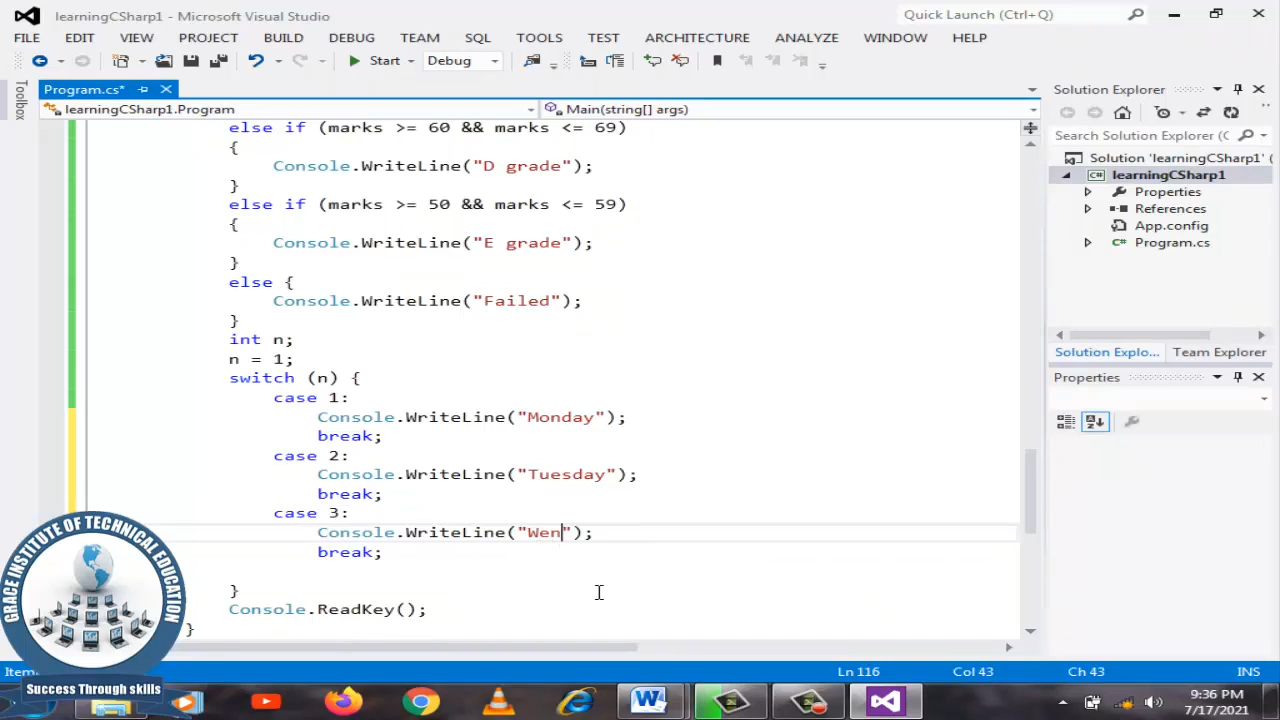 learningCSharp1 - Microsoft Visual Studio
Quick Launch (Ctrl+Q)
FILE EDIT VIEW PROJECT BUILD DEBUG TEAM SQL TOOLS TEST ARCHITECTURE ANALYZE WINDOW HELP
Start Debug
Toolbox
Program.cs*
learningCSharp1.Program
Main(string[] args)
else if (marks >= 60 && marks <= 69)
{
Console.WriteLine("D grade");
}
else if (marks >= 50 && marks <= 59)
{
Console.WriteLine("E grade");
}
else {
Console.WriteLine("Failed");
}
int n;
n = 1;
switch (n) {
case 1:
Console.WriteLine("Monday");
break;
case 2:
Console.WriteLine("Tuesday");
break;
case 3:
Console.WriteLine("Wen");
break;
}
Console.ReadKey();
}
Solution Explorer
Search Solution Explorer (C
Solution 'learningCSharp1' (
learningCSharp1
Properties
References
App.config
Program.cs
Solution Explo... Team Explorer
Properties
GRACE INSTITUTE OF TECHNICAL EDUCATION
Success Through skills
Item
Ln 116 Col 43 Ch 43 INS
9:36 PM
7/17/2021